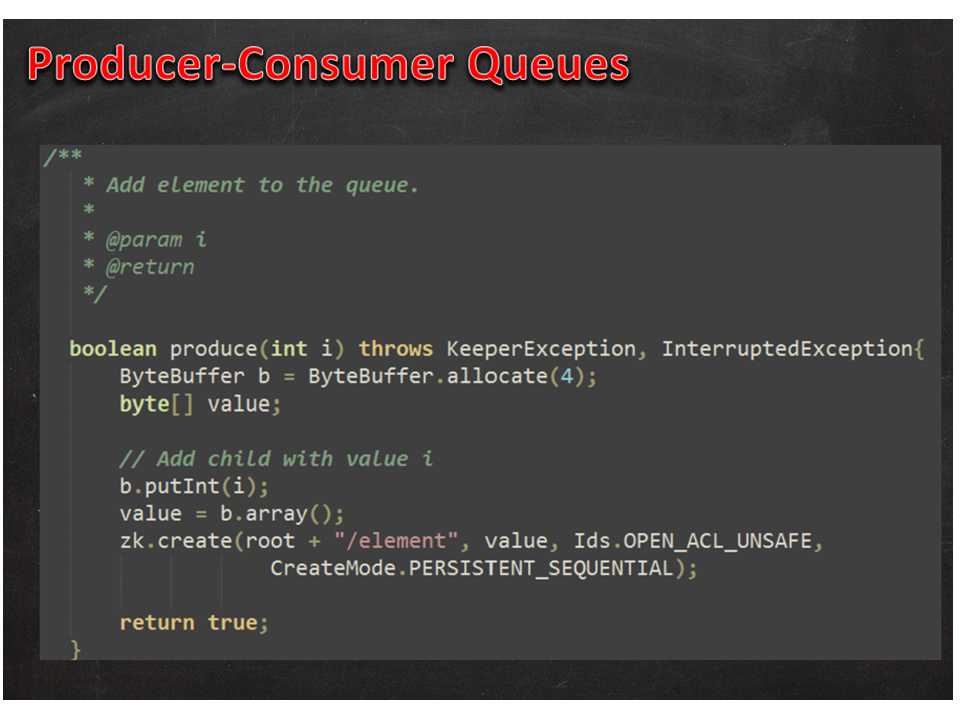 Producer-Consumer Queues
/**
* Add element to the queue.
*
* @param i
* @return
*/
boolean produce(int i) throws KeeperException, InterruptedException{
ByteBuffer b = ByteBuffer.allocate(4);
byte[] value;
// Add child with value i
b.putInt(i);
value = b.array();
zk.create(root + "/element", value, Ids.OPEN_ACL_UNSAFE,
CreateMode.PERSISTENT_SEQUENTIAL);
return true;
}